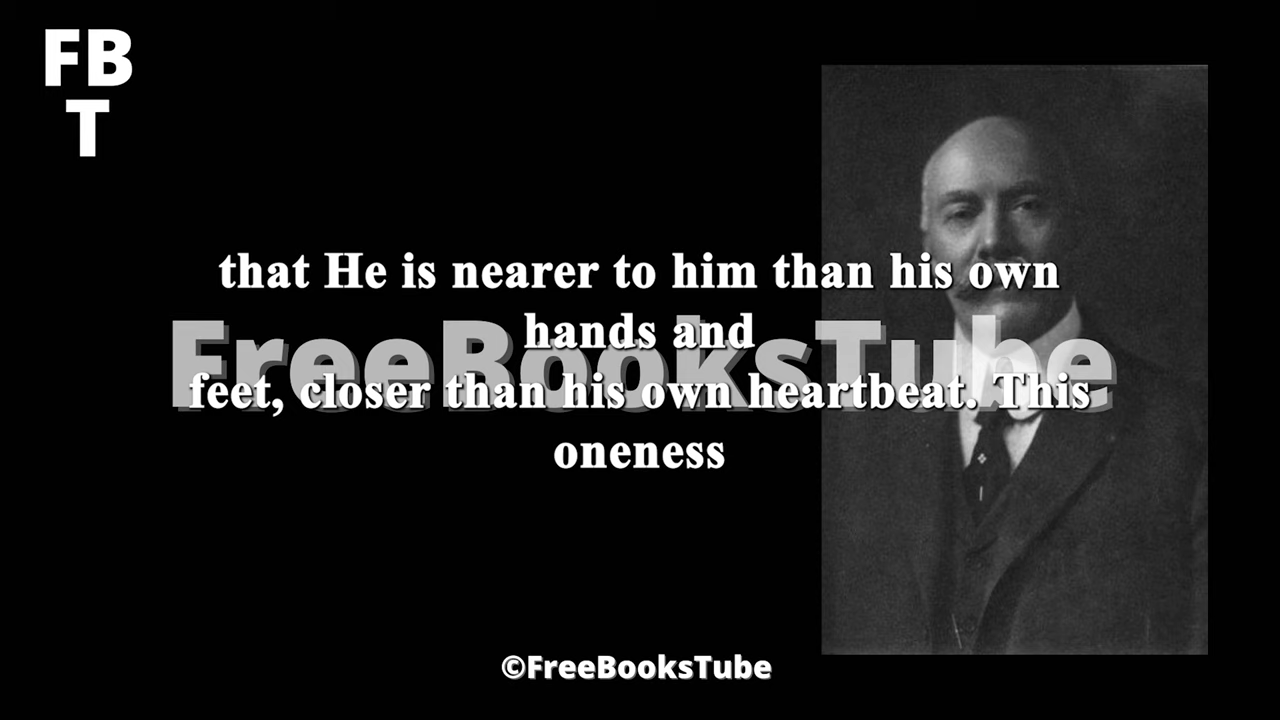 FB
T
that He is nearer to him than his own
hands and
FreeBooksTube
feet, closer than his own heartbeat. This
oneness
©FreeBooksTube